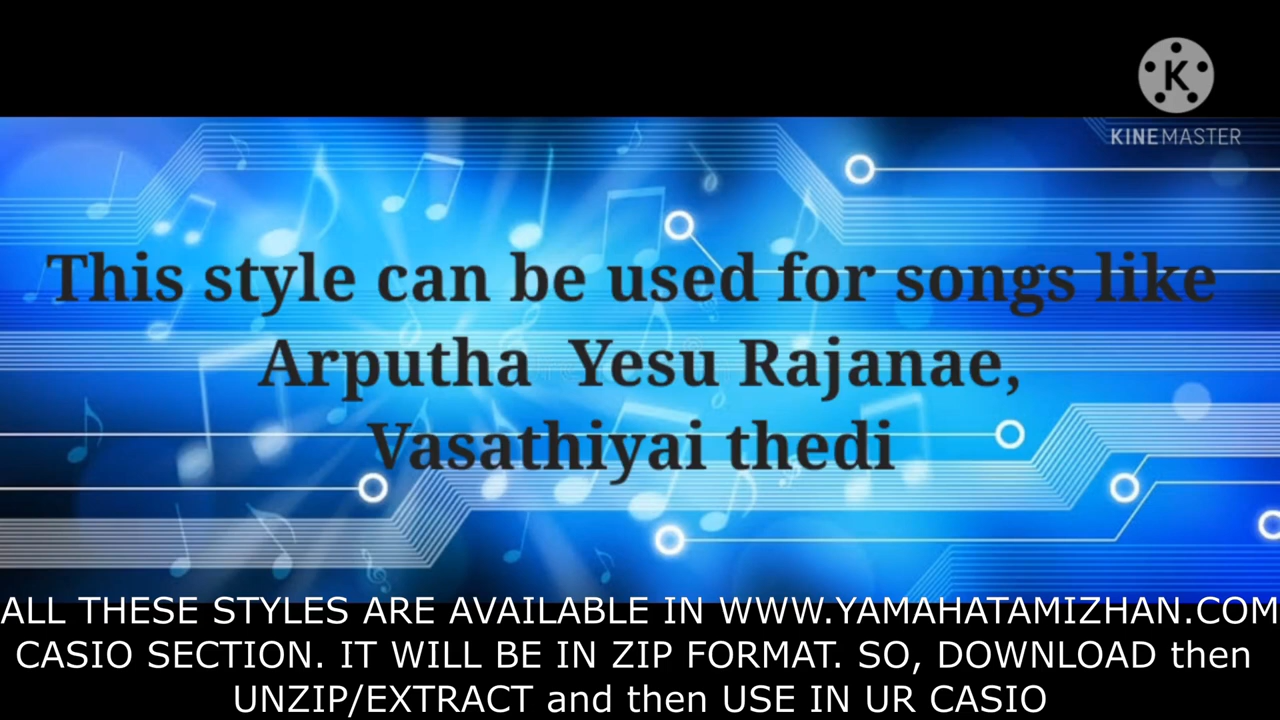 K
KINEMASTER
This style can be used for songs like
Arputha Yesu Rajanae,
Vasathiyai thedi
ALL THESE STYLES ARE AVAILABLE IN WWW.YAMAHATAMIZHAN.COM
CASIO SECTION. IT WILL BE IN ZIP FORMAT. SO, DOWNLOAD then
UNZIP/EXTRACT and then USE IN UR CASIO